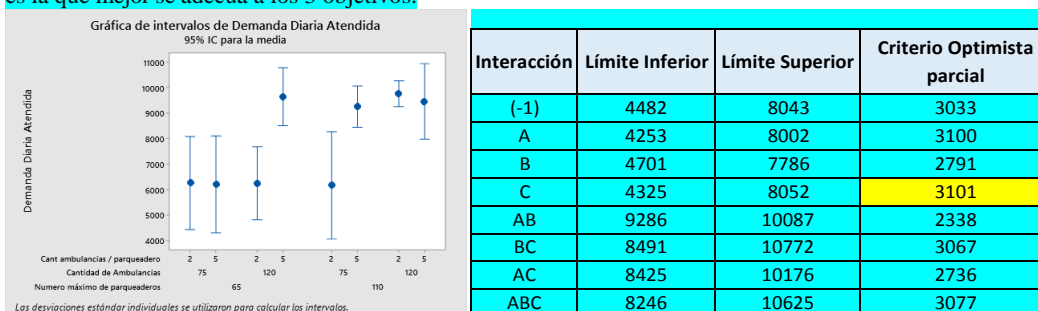 es la que mejor se adecúa a los 3 objetivos.
Gráfica de intervalos de Demanda Diaria Atendida
95% IC para la media
Demanda Diaria Atendida
11000
10000
9000
8000
7000
6000
5000
4000
Cant ambulancias / parqueadero 2 5 2 5 2 5 2 5
Cantidad de Ambulancias 75 120 75 120
Numero máximo de parqueaderos 65 110
Las desviaciones estándar individuales se utilizaron para calcular los intervalos.
Interacción Límite Inferior Límite Superior Criterio Optimista parcial
(-1) 4482 8043 3033
A 4253 8002 3100
B 4701 7786 2791
C 4325 8052 3101
AB 9286 10087 2338
BC 8491 10772 3067
AC 8425 10176 2736
ABC 8246 10625 3077